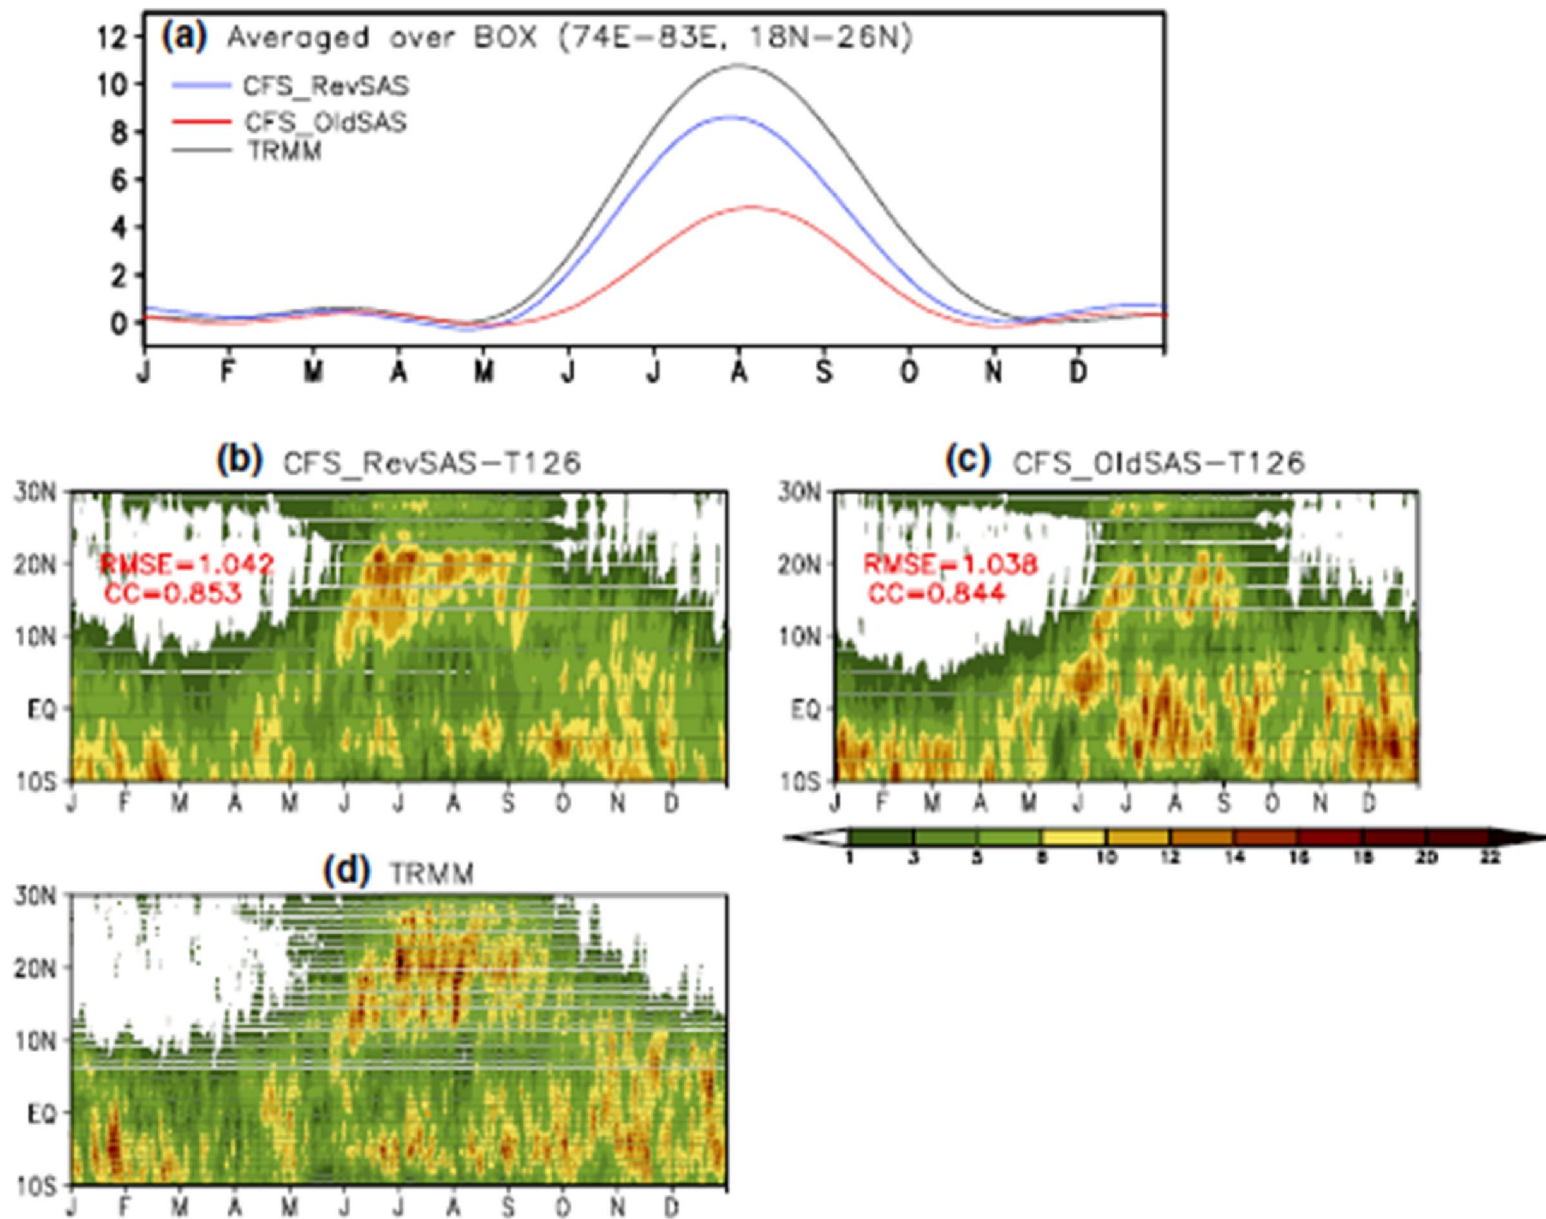 (a) Averaged over BOX (74E-83E, 18N-26N)
12
10
8
6
4
2
0
CFS_RevSAS
CFS_OldSAS
TRMM
J F M A M J J A S O N D
(b) CFS_RevSAS-T126
30N
20N
10N
EQ
10S
RMSE=1.042
CC=0.853
J F M A M J J A S O N D
(c) CFS_OldSAS-T126
30N
20N
10N
EQ
10S
RMSE=1.038
CC=0.844
J F M A M J J A S O N D
1 3 5 8 10 12 14 16 18 20 22
(d) TRMM
30N
20N
10N
EQ
10S
J F M A M J J A S O N D